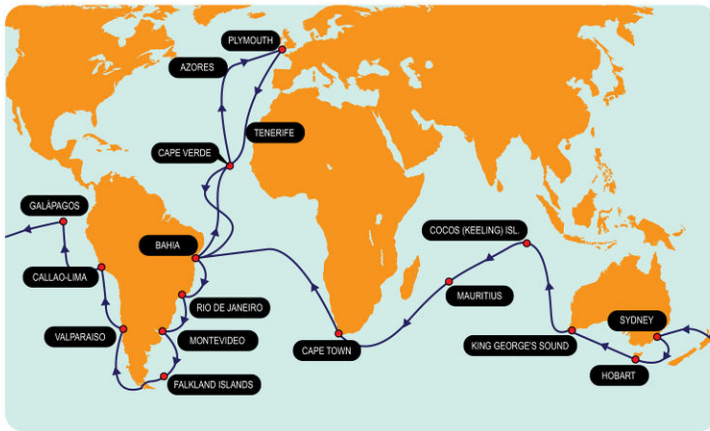 PLYMOUTH
AZORES
TENERIFE
CAPE VERDE
GALÁPAGOS
BAHIA
COCOS (KEELING) ISL.
CALLAO-LIMA
MAURITIUS
RIO DE JANEIRO
SYDNEY
VALPARAISO
MONTEVIDEO
KING GEORGE'S SOUND
CAPE TOWN
HOBART
FALKLAND ISLANDS